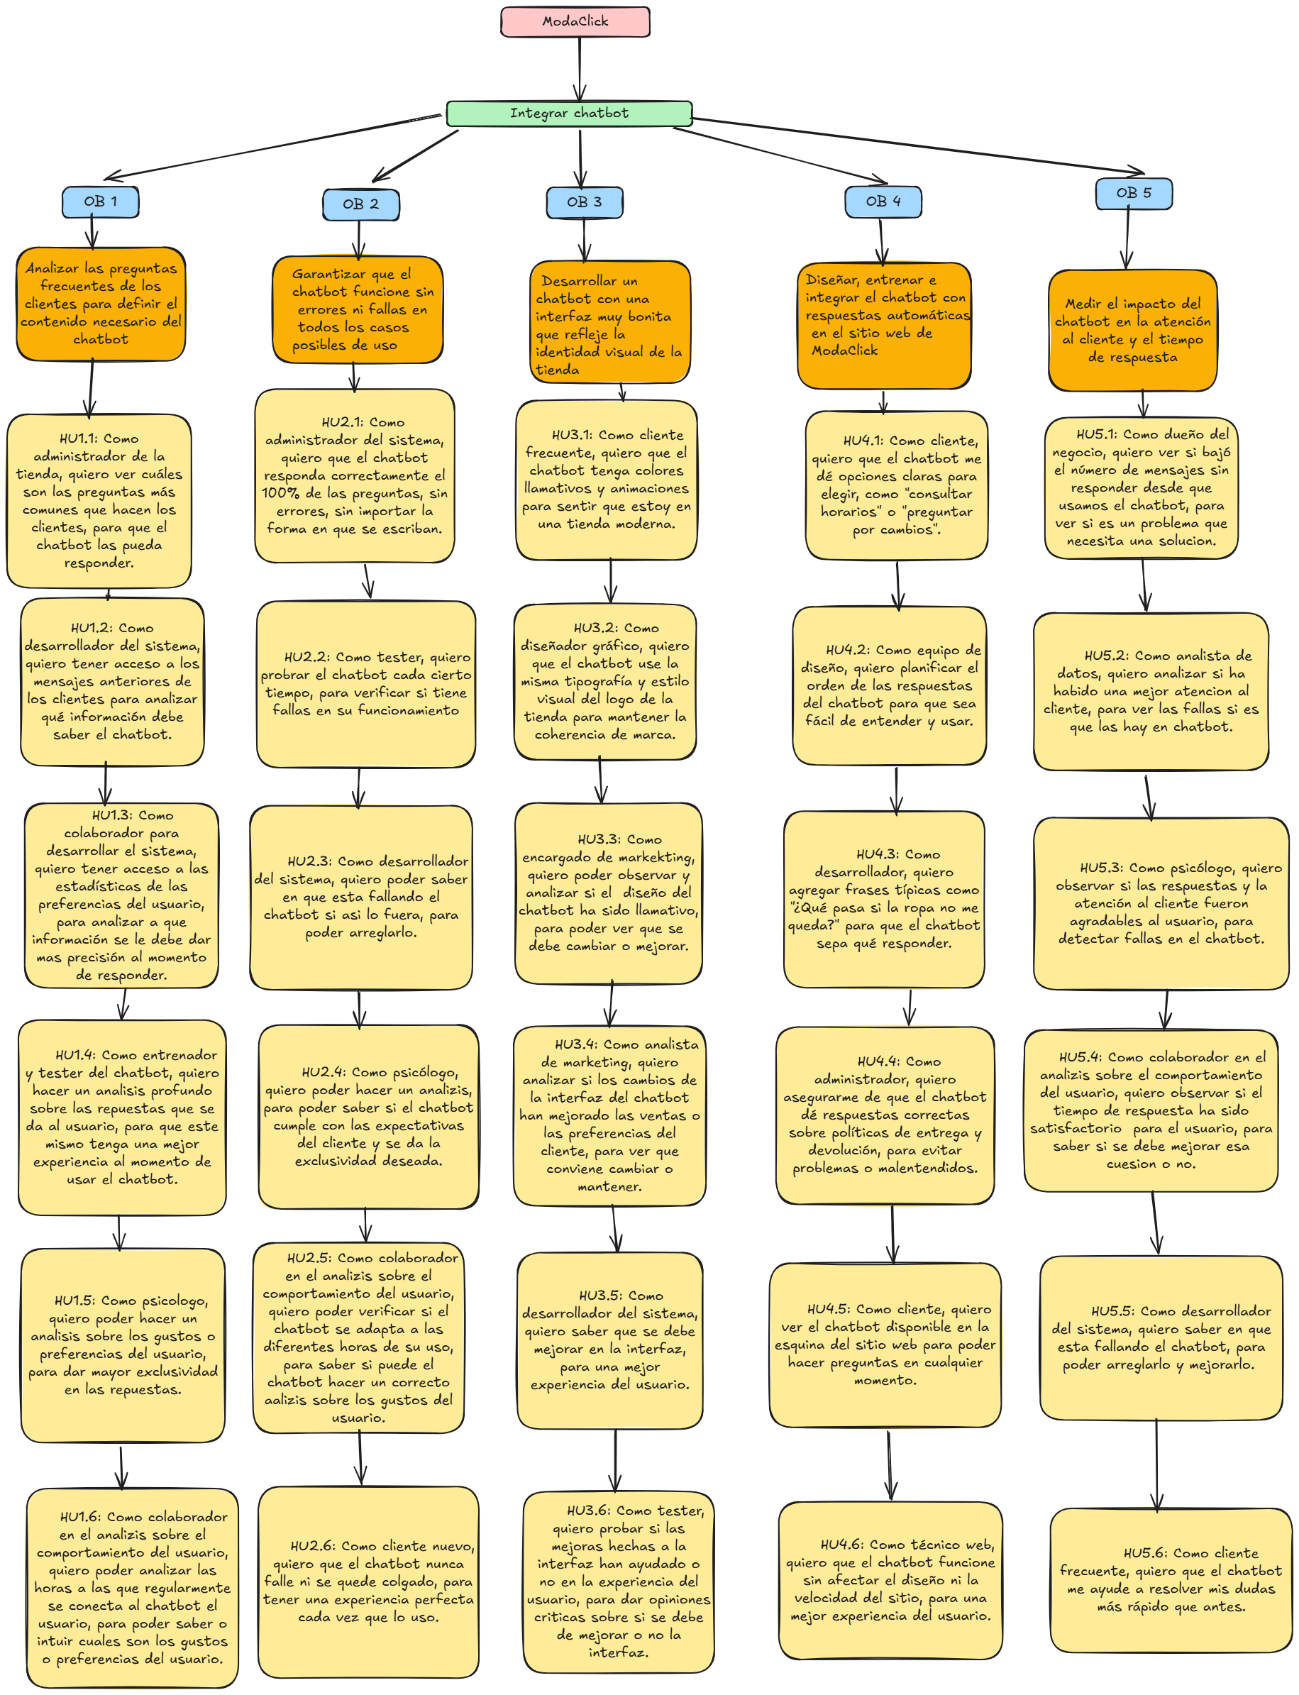 ModaClick
Integrar chatbot
OB 1
Analizar las preguntas
frecuentes de los
clientes para definir el
contenido necesario del
chatbot
HU1.1: Como
administrador de la
tienda, quiero ver cuáles
son las preguntas más
comunes que hacen los
clientes, para que el
chatbot las pueda
responder.
HU1.2: Como
desarrollador del sistema,
quiero tener acceso a los
mensajes anteriores de
los clientes para analizar
qué información debe
saber el chatbot.
HU1.3: Como
colaborador para
desarrollar el sistema,
quiero tener acceso a las
estadísticas de las
preferencias del usuario,
para analizar a que
información se le debe dar
mas precisión al momento
de responder.
HU1.4: Como entrenador
y tester del chatbot, quiero
hacer un analisis profundo
sobre las repuestas que se
da al usuario, para que este
mismo tenga una mejor
experiencia al momento de
usar el chatbot.
HU1.5: Como psicologo,
quiero poder hacer un
analisis sobre los gustos o
preferencias del usuario,
para dar mayor exclusividad
en las repuestas.
HU1.6: Como colaborador
en el analizis sobre el
comportamiento del usuario,
quiero poder analizar las
horas a las que regularmente
se conecta al chatbot el
usuario, para poder saber o
intuir cuales son los gustos
o preferencias del usuario.
OB 2
Garantizar que el
chatbot funcione sin
errores ni fallas en
todos los casos
posibles de uso
HU2.1: Como
administrador del sistema,
quiero que el chatbot
responda correctamente el
100% de las preguntas, sin
errores, sin importar la
forma en que se escriban.
HU2.2: Como tester, quiero
probrar el chatbot cada cierto
tiempo, para verificar si tiene
fallas en su funcionamiento
HU2.3: Como desarrollador
del sistema, quiero poder saber
en que esta fallando el
chatbot si asi lo fuera, para
poder arreglarlo.
HU2.4: Como psicólogo,
quiero poder hacer un analizis,
para poder saber si el chatbot
cumple con las expectativas
del cliente y se da la
exclusividad deseada.
HU2.5: Como colaborador
en el analizis sobre el
comportamiento del usuario,
quiero poder verificar si el
chatbot se adapta a las
diferentes horas de su uso,
para saber si puede el
chatbot hacer un correcto
aalizis sobre los gustos del
usuario.
HU2.6: Como cliente nuevo,
quiero que el chatbot nunca
falle ni se quede colgado, para
tener una experiencia perfecta
cada vez que lo uso.
OB 3
Desarrollar un
chatbot con una
interfaz muy bonita
que refleje la
identidad visual de la
tienda
HU3.1: Como cliente
frecuente, quiero que el
chatbot tenga colores
llamativos y animaciones
para sentir que estoy en
una tienda moderna.
HU3.2: Como
diseñador gráfico, quiero
que el chatbot use la
misma tipografía y estilo
visual del logo de la
tienda para mantener la
coherencia de marca.
HU3.3: Como
encargado de markekting,
quiero poder observar y
analizar si el diseño del
chatbot ha sido llamativo,
para poder ver que se
debe cambiar o mejorar.
HU3.4: Como analista
de marketing, quiero
analizar si los cambios de
la interfaz del chatbot
han mejorado las ventas o
las preferencias del
cliente, para ver que
conviene cambiar o
mantener.
HU3.5: Como
desarrollador del sistema,
quiero saber que se debe
mejorar en la interfaz,
para una mejor
experiencia del usuario.
HU3.6: Como tester,
quiero probar si las
mejoras hechas a la
interfaz han ayudado o
no en la experiencia del
usuario, para dar opiniones
criticas sobre si se debe
de mejorar o no la
interfaz.
OB 4
Diseñar, entrenar e
integrar el chatbot con
respuestas automáticas
en el sitio web de
ModaClick
HU4.1: Como cliente,
quiero que el chatbot me
dé opciones claras para
elegir, como "consultar
horarios" o "preguntar
por cambios".
HU4.2: Como equipo de
diseño, quiero planificar el
orden de las respuestas
del chatbot para que sea
fácil de entender y usar.
HU4.3: Como
desarrollador, quiero
agregar frases típicas como
"¿Qué pasa si la ropa no me
queda?" para que el chatbot
sepa qué responder.
HU4.4: Como
administrador, quiero
asegurarme de que el chatbot
dé respuestas correctas
sobre políticas de entrega y
devolución, para evitar
problemas o malentendidos.
HU4.5: Como cliente, quiero
ver el chatbot disponible en la
esquina del sitio web para poder
hacer preguntas en cualquier
momento.
HU4.6: Como técnico web,
quiero que el chatbot funcione
sin afectar el diseño ni la
velocidad del sitio, para una
mejor experiencia del usuario.
OB 5
Medir el impacto del
chatbot en la atención
al cliente y el tiempo
de respuesta
HU5.1: Como dueño del
negocio, quiero ver si bajó
el número de mensajes sin
responder desde que
usamos el chatbot, para
ver si es un problema que
necesita una solucion.
HU5.2: Como analista de
datos, quiero analizar si ha
habido una mejor atencion al
cliente, para ver las fallas si es
que las hay en chatbot.
HU5.3: Como psicólogo, quiero
observar si las respuestas y la
atención al cliente fueron
agradables al usuario, para
detectar fallas en el chatbot.
HU5.4: Como colaborador en el
analizis sobre el comportamiento
del usuario, quiero observar si el
tiempo de respuesta ha sido
satisfactorio para el usuario, para
saber si se debe mejorar esa
cuesion o no.
HU5.5: Como desarrollador
del sistema, quiero saber en que
esta fallando el chatbot, para
poder arreglarlo y mejorarlo.
HU5.6: Como cliente
frecuente, quiero que el chatbot
me ayude a resolver mis dudas
más rápido que antes.